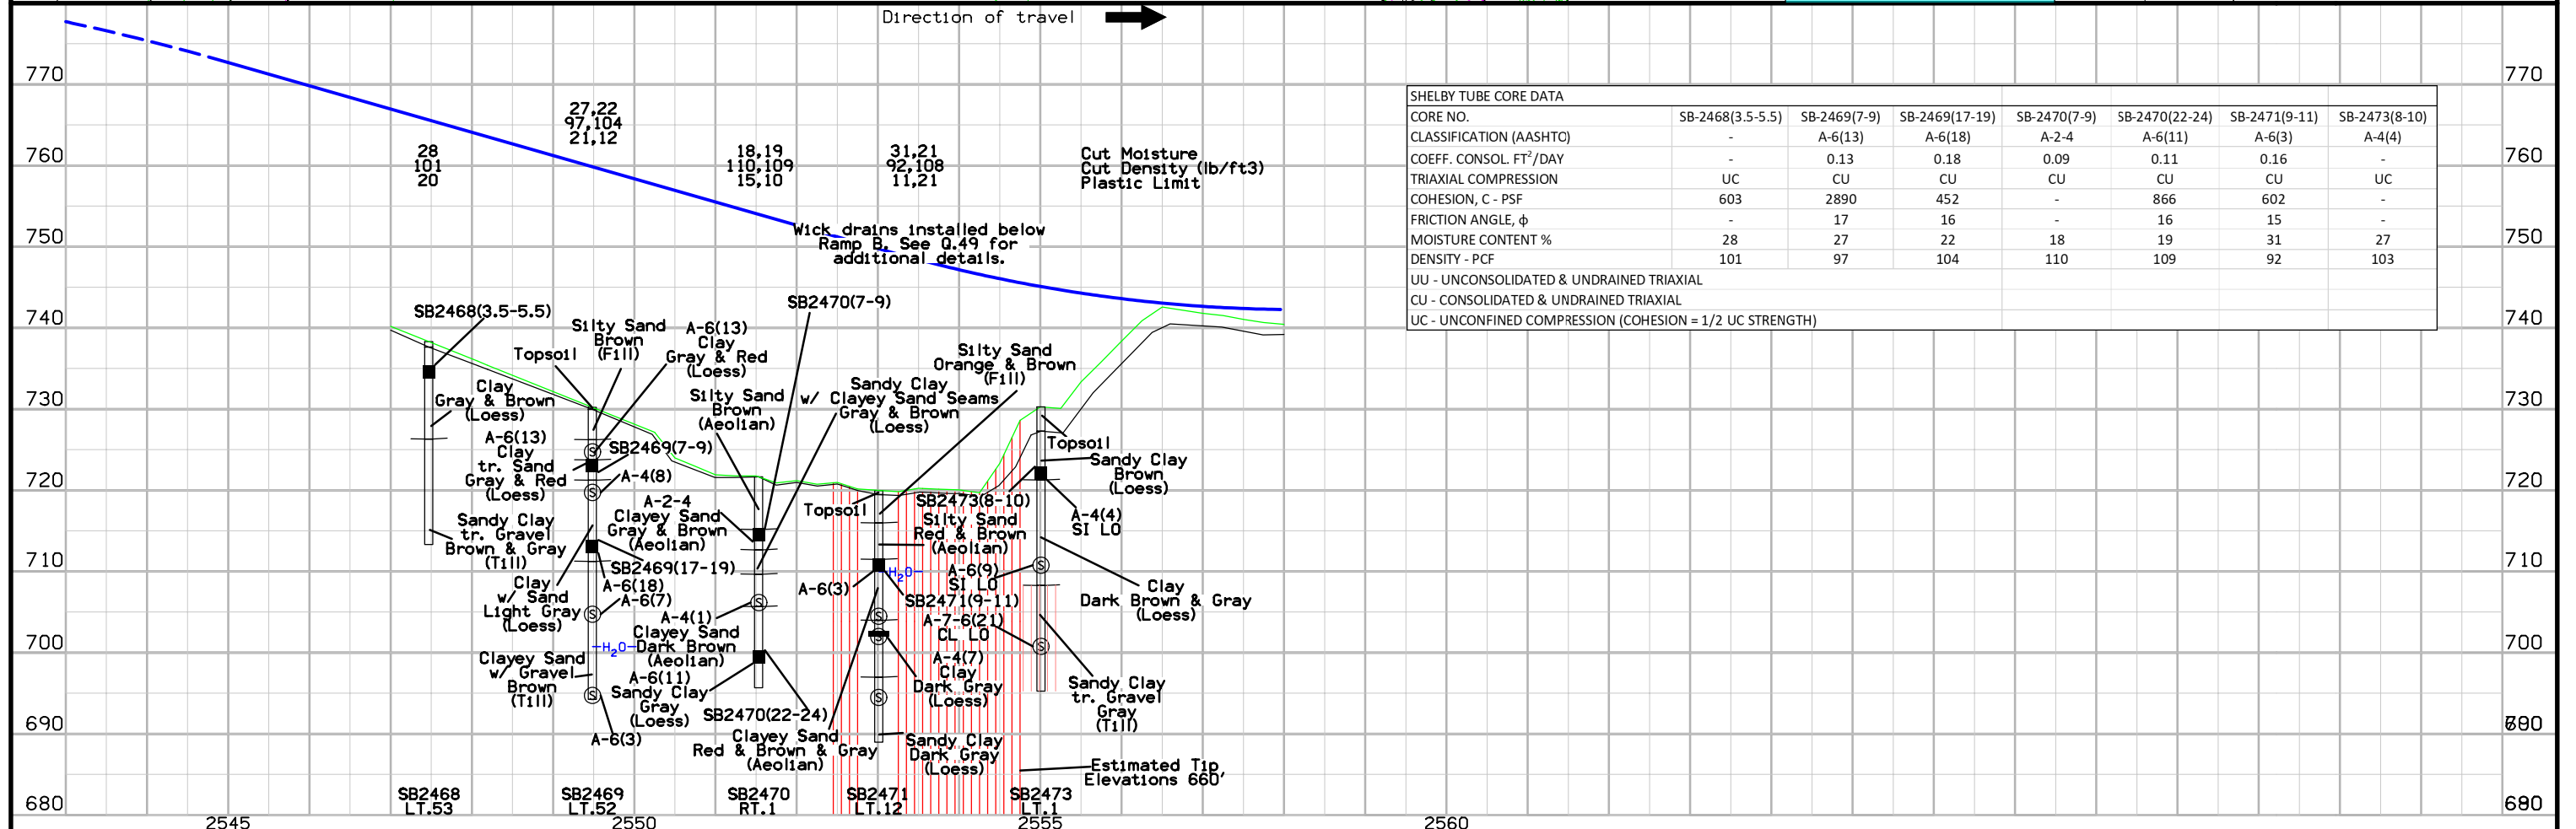 Direction of travel
770
760
750
740
730
720
710
700
690
680
770
760
750
740
730
720
710
700
680
28
101
20
27,22
97,104
21,12
18,19
110,109
15,10
31,21
92,108
11,21
Cut Moisture
Cut Density (lb/ft3)
Plastic Limit
Wick drains installed below
Ramp B. See Q.49 for
additional details.
SHELBY TUBE CORE DATA
CORE NO. SB-2468(3.5-5.5) SB-2469(7-9) SB-2469(17-19) SB-2470(7-9) SB-2470(22-24) SB-2471(9-11) SB-2473(8-10)
CLASSIFICATION (AASHTO) - A-6(13) A-6(18) A-2-4 A-6(11) A-6(3) A-4(4)
COEFF. CONSOL. FT²/DAY - 0.13 0.18 0.09 0.11 0.16 -
TRIAXIAL COMPRESSION UC CU CU CU CU CU UC
COHESION, C - PSF 603 2890 452 - 866 602 -
FRICTION ANGLE, ϕ - 17 16 - 16 15 -
MOISTURE CONTENT % 28 27 22 18 19 31 27
DENSITY - PCF 101 97 104 110 109 92 103
UU - UNCONSOLIDATED & UNDRAINED TRIAXIAL
CU - CONSOLIDATED & UNDRAINED TRIAXIAL
UC - UNCONFINED COMPRESSION (COHESION = 1/2 UC STRENGTH)
SB2468(3.5-5.5)
Clay
Gray & Brown
(Loess)
A-6(13)
Clay
tr. Sand
Gray & Red
(Loess)
Sandy Clay
tr. Gravel
Brown & Gray
(Till)
Topsoil
Silty Sand
Brown
(Fill)
A-6(13)
Clay
Gray & Red
(Loess)
S
SB2469(7-9)
A-4(8)
S
Clay
w/ Sand
Light Gray
(Loess)
SB2469(17-19)
A-6(18)
A-6(7)
S
H₂O
Clayey Sand
w/ Gravel
Brown
(Till)
S
A-6(3)
SB2470(7-9)
Silty Sand
Brown
(Aeolian)
A-2-4
Clayey Sand
Gray & Brown
(Aeolian)
Sandy Clay
w/ Clayey Sand Seams
Gray & Brown
(Loess)
S
A-4(1)
Clayey Sand
Dark Brown
(Aeolian)
A-6(11)
Sandy Clay
Gray
(Loess)
SB2470(22-24)
Silty Sand
Orange & Brown
(Fill)
Topsoil
Silty Sand
Red & Brown
(Aeolian)
H₂O
A-6(3)
SB2471(9-11)
S
S
Clayey Sand
Red & Brown & Gray
(Aeolian)
A-4(7)
Clay
Dark Gray
(Loess)
S
Sandy Clay
Dark Gray
(Loess)
Topsoil
Sandy Clay
Brown
(Loess)
SB2473(8-10)
A-4(4)
SI LO
A-6(9)
SI LO
S
Clay
Dark Brown & Gray
(Loess)
A-7-6(21)
CL LO
S
Sandy Clay
tr. Gravel
Gray
(Till)
Estimated Tip
Elevations 660'
SB2468
LT.53
SB2469
LT.52
SB2470
RT.1
SB2471
LT.12
SB2473
LT.1
2545
2550
2555
2560